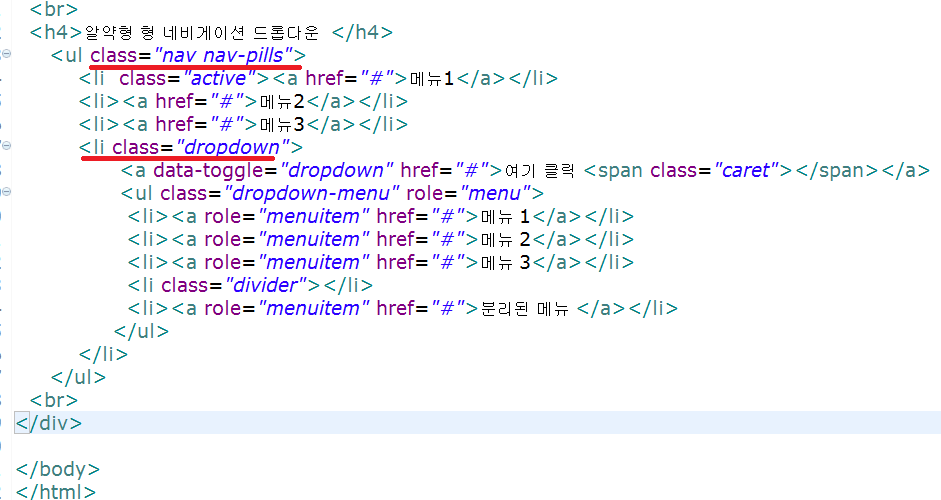 <br>
<h4>알약형 형 네비게이션 드롭다운 </h4>
<ul class="nav nav-pills">
<li  class="active"><a href="#">메뉴1</a></li>
<li><a href="#">메뉴2</a></li>
<li><a href="#">메뉴3</a></li>
<li class="dropdown">
<a data-toggle="dropdown" href="#">여기 클릭 <span class="caret"></span></a>
<ul class="dropdown-menu" role="menu">
<li><a role="menuitem" href="#">메뉴 1</a></li>
<li><a role="menuitem" href="#">메뉴 2</a></li>
<li><a role="menuitem" href="#">메뉴 3</a></li>
<li class="divider"></li>
<li><a role="menuitem" href="#">분리된 메뉴 </a></li>
</ul>
</li>
</ul>
<br>
</div>
</body>
</html>